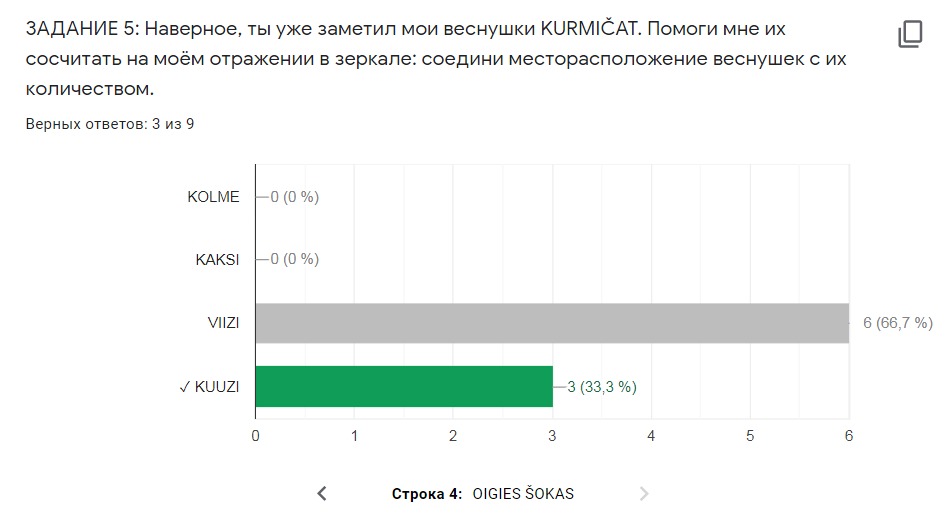 ЗАДАНИЕ 5: Наверное, ты уже заметил мои веснушки KURMIČAT. Помоги мне их
сосчитать на моём отражении в зеркале: соедини месторасположение веснушек с их
количеством.
Верных ответов: 3 из 9
KOLME
0 (0 %)
KAKSI
0 (0 %)
VIIZI
6 (66,7 %)
✓ KUUZI
3 (33,3 %)
0 1 2 3 4 5 6
Строка 4: OIGIES ŠOKAS